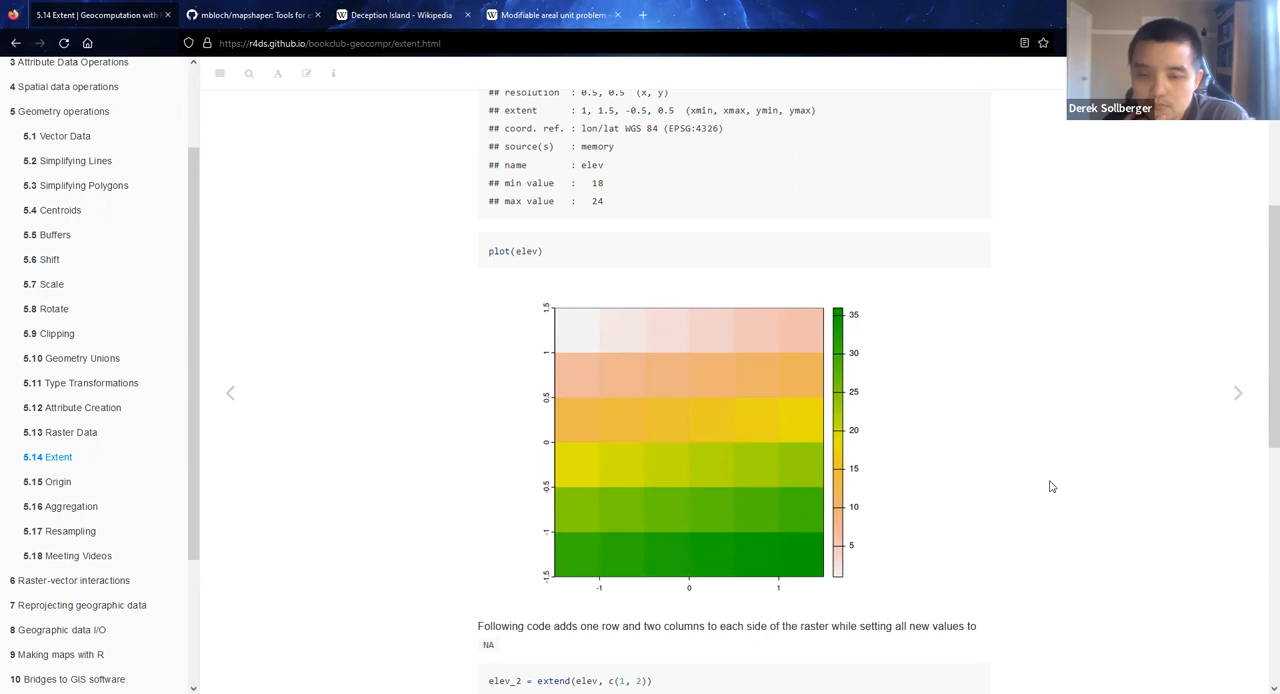 5.14 Extent | Geocomputation with
mbloch/mapshaper: Tools for e
Deception Island - Wikipedia
Modifiable areal unit problem
https://r4ds.github.io/bookclub-geocompr/extent.html
Derek Sollberger
3 Attribute Data Operations
4 Spatial data operations
5 Geometry operations
5.1 Vector Data
5.2 Simplifying Lines
5.3 Simplifying Polygons
5.4 Centroids
5.5 Buffers
5.6 Shift
5.7 Scale
5.8 Rotate
5.9 Clipping
5.10 Geometry Unions
5.11 Type Transformations
5.12 Attribute Creation
5.13 Raster Data
5.14 Extent
5.15 Origin
5.16 Aggregation
5.17 Resampling
5.18 Meeting Videos
6 Raster-vector interactions
7 Reprojecting geographic data
8 Geographic data I/O
9 Making maps with R
10 Bridges to GIS software
## resolution : 0.5, 0.5 (x, y)
## extent : 1, 1.5, -0.5, 0.5 (xmin, xmax, ymin, ymax)
## coord. ref. : lon/lat WGS 84 (EPSG:4326)
## source(s) : memory
## name : elev
## min value : 18
## max value : 24
plot(elev)
1.5
1
0.5
0
-0.5
-1
-1.5
-1 0 1
35
30
25
20
15
10
5
Following code adds one row and two columns to each side of the raster while setting all new values to
NA
elev_2 = extend(elev, c(1, 2))